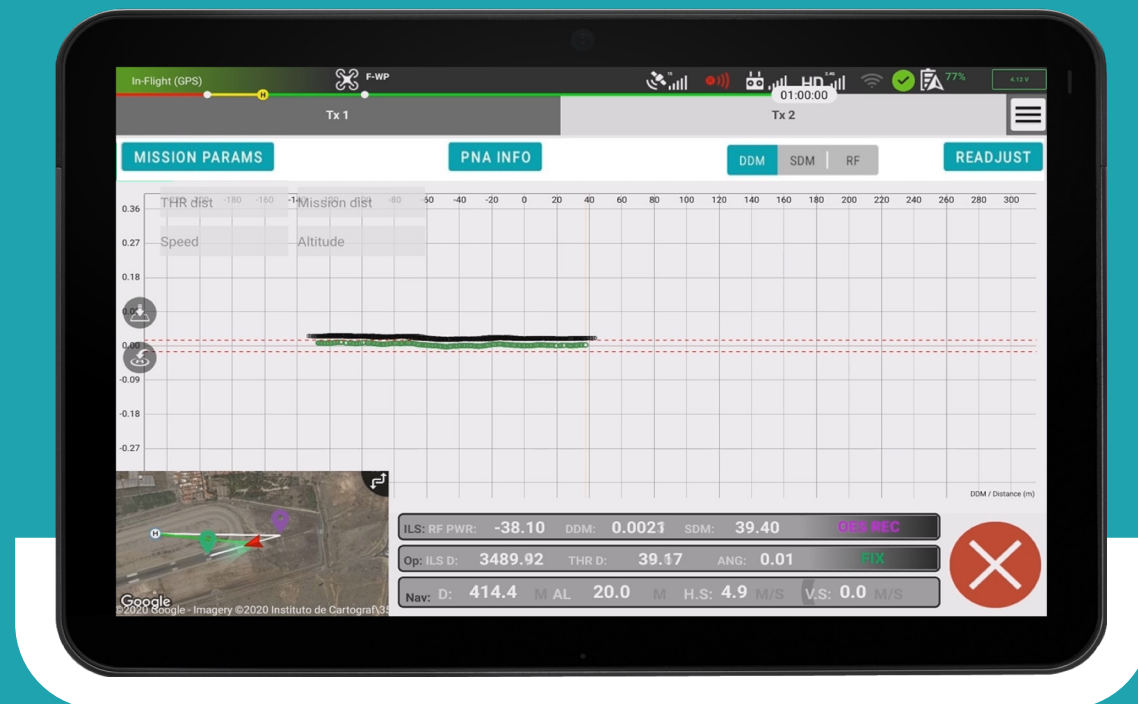 In-Flight (GPS)
F-WP
HD
77%
4.12 V
01:00:00
Tx 1
Tx 2
MISSION PARAMS
PNA INFO
DDM SDM RF
READJUST
THR dist
Mission dist
Speed
Altitude
-180 -160 -80 -40 -20 0 20 40 60 80 100 120 140 160 180 200 220 240 260 280 300
0.36
0.27
0.18
0.00
-0.09
-0.18
-0.27
DDM / Distance (m)
H
ILS: RF PWR: -38.10 DDM: 0.0021 SDM: 39.40 OBS REC
Op: ILS D: 3489.92 THR D: 39.17 ANG: 0.01 FIX
Nav: D: 414.4 M AL 20.0 M H.S: 4.9 M/S V.S: 0.0 M/S
Google
©2020 Google - Imagery ©2020 Instituto de Cartograf